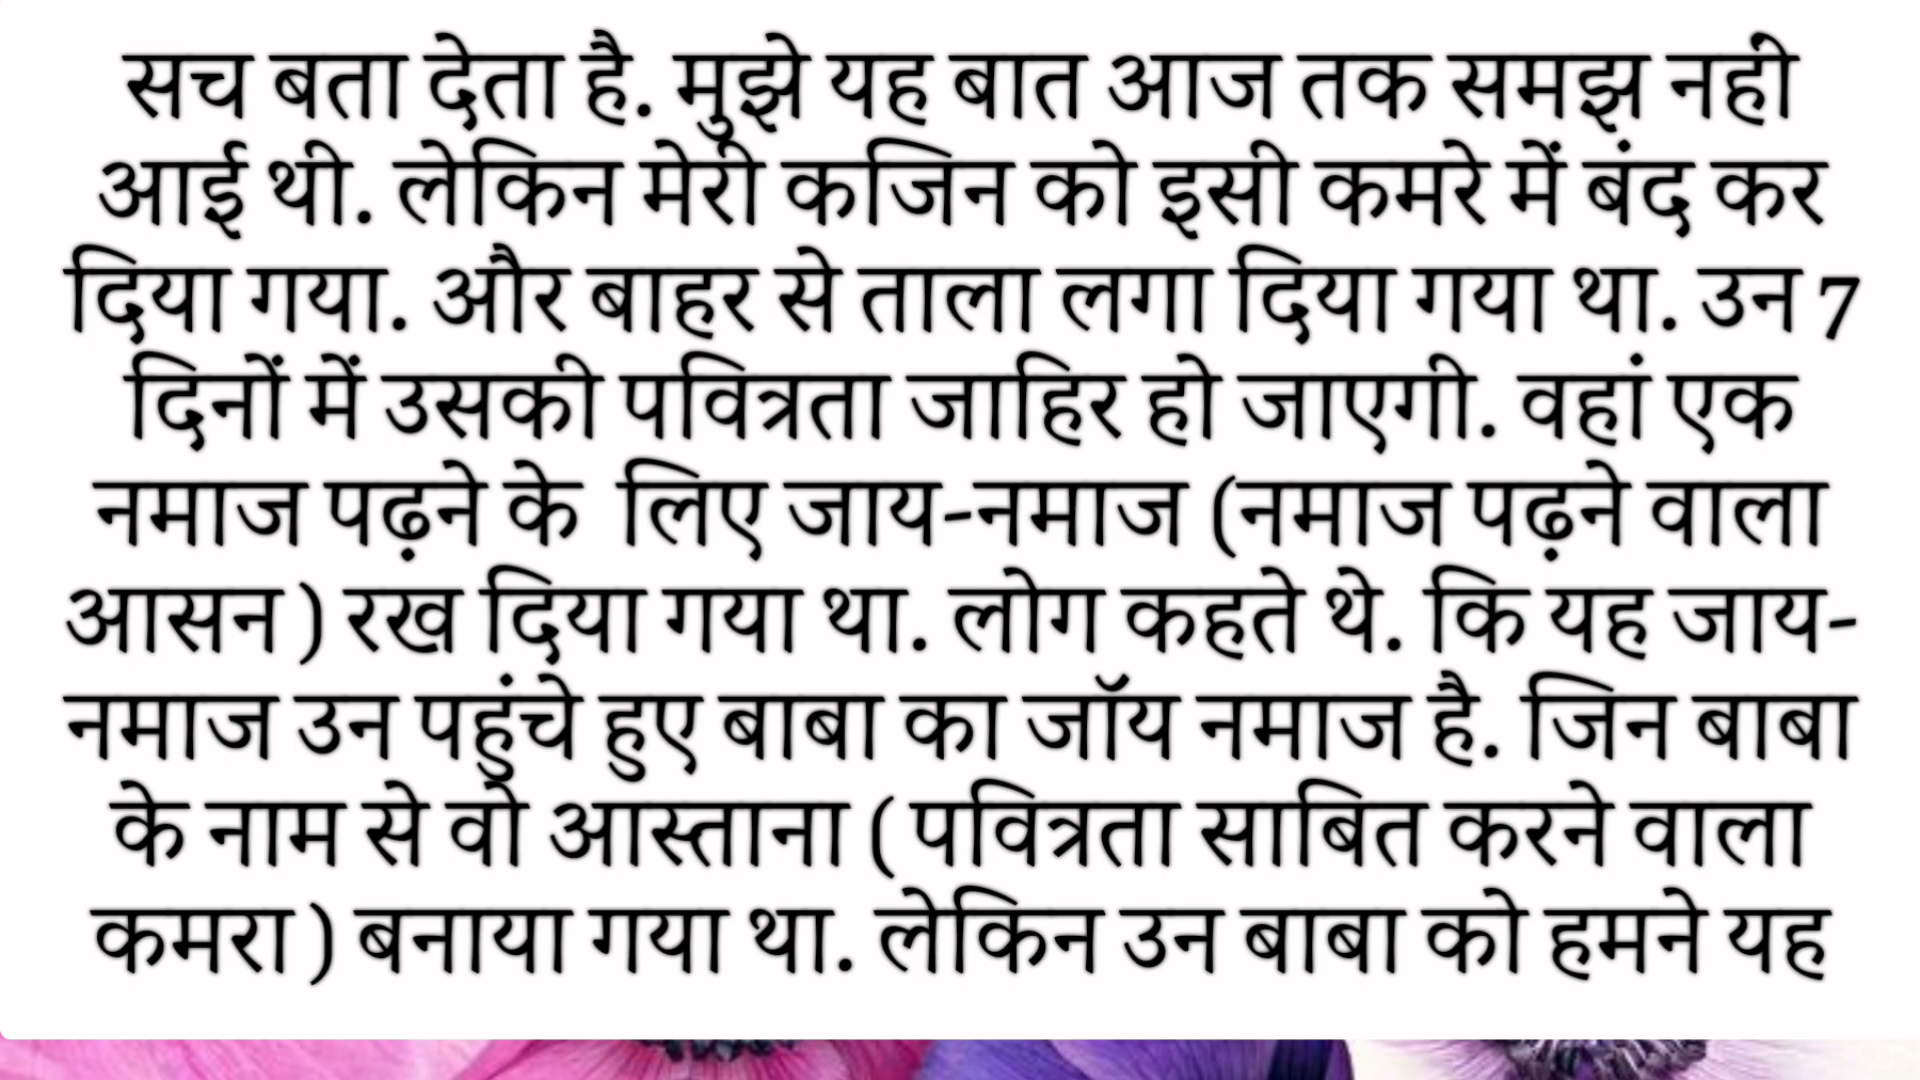 सच बता देता है. मुझे यह बात आज तक समझ नही
आई थी. लेकिन मेरी कजिन को इसी कमरे में बंद कर
दिया गया. और बाहर से ताला लगा दिया गया था. उन 7
दिनों में उसकी पवित्रता जाहिर हो जाएगी. वहां एक
नमाज पढ़ने के लिए जाय-नमाज (नमाज पढ़ने वाला
आसन ) रख दिया गया था. लोग कहते थे. कि यह जाय-
नमाज उन पहुंचे हुए बाबा का जॉय नमाज है. जिन बाबा
के नाम से वो आस्ताना ( पवित्रता साबित करने वाला
कमरा ) बनाया गया था. लेकिन उन बाबा को हमने यह